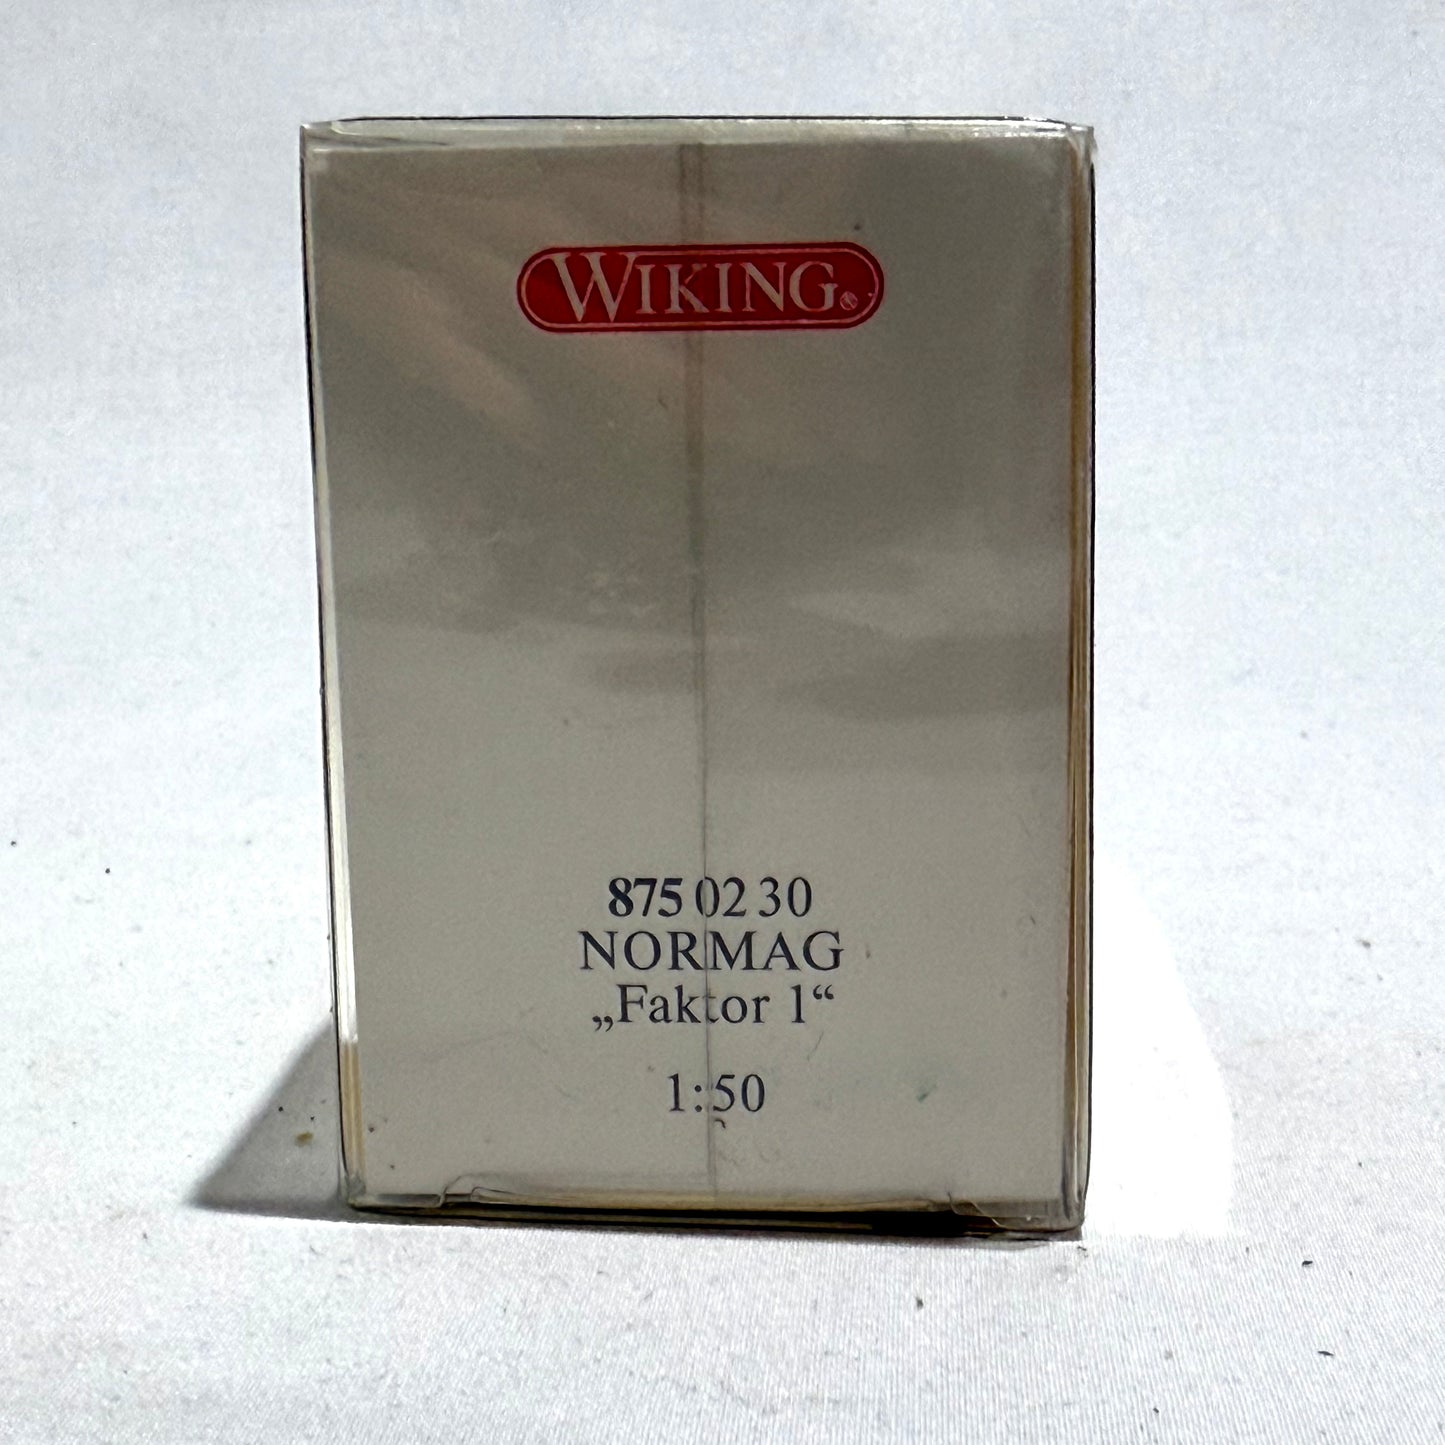 WIKING®
875 02 30
NORMAG
„Faktor 1“
1:50